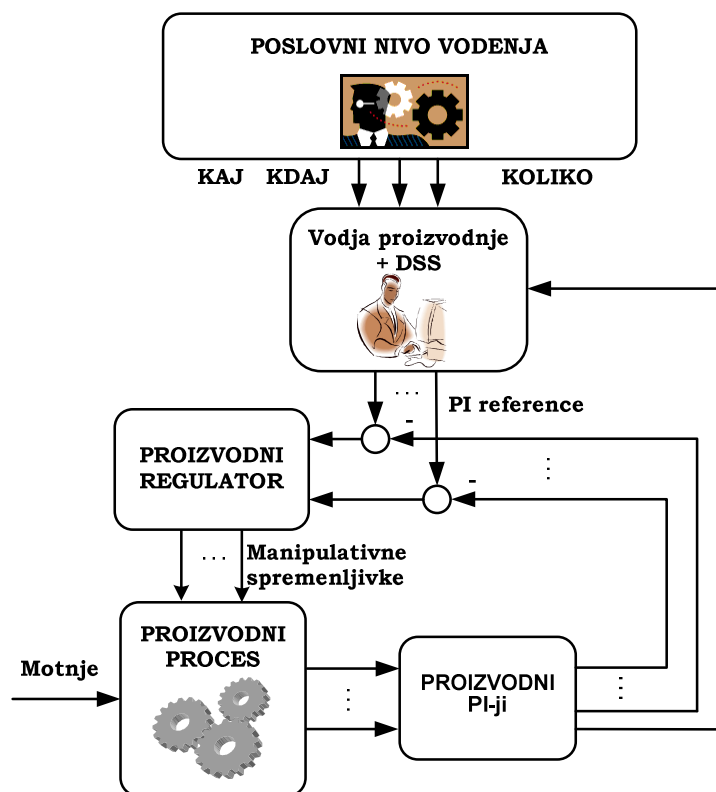 POSLOVNI NIVO VODENJA
KAJ KDAJ KOLIKO
Vodja proizvodnje
+ DSS
... PI reference
-
PROIZVODNI
REGULATOR
...
-
... Manipulativne
spremenljivke
PROIZVODNI
PROCES
Motnje
PROIZVODNI
PI-ji
...
...